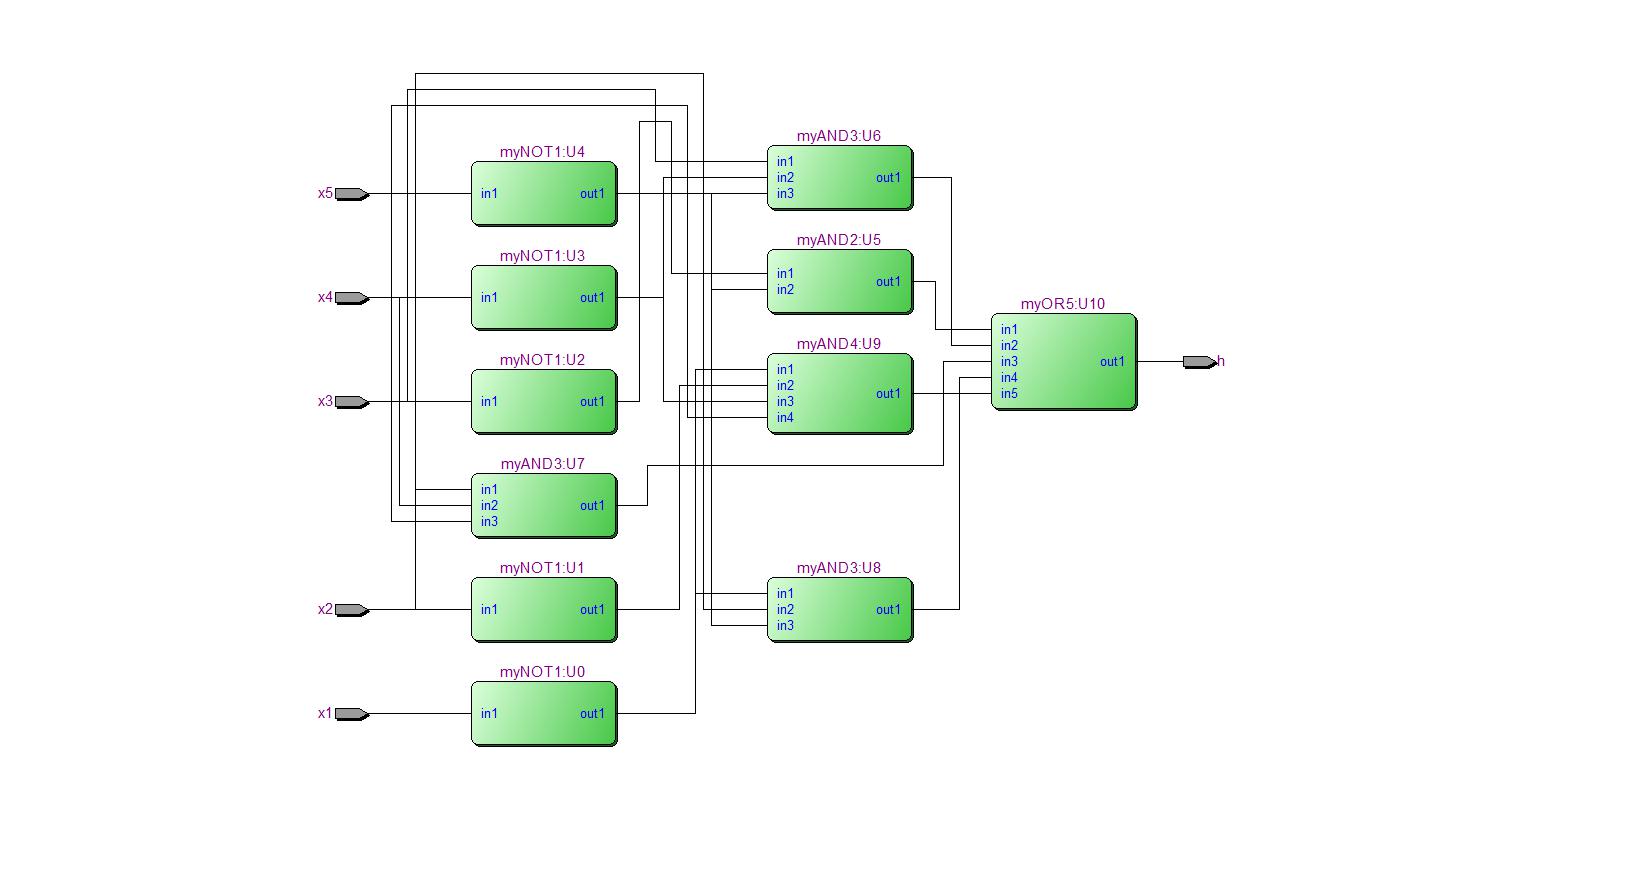 myAND3:U6
myNOT1:U4
in1
in2 out1
x5 in1 out1 in3
myAND2:U5
myNOT1:U3
in1
out1
in2
x4 in1 out1
myOR5:U10
in1
myAND4:U9 in2
myNOT1:U2 in3 out1 h
in1 in4
in2 out1 in5
x3 in1 out1 in3
in4
myAND3:U7
in1
in2 out1
in3
myNOT1:U1 myAND3:U8
in1
x2 in1 out1 in2 out1
in3
myNOT1:U0
x1 in1 out1